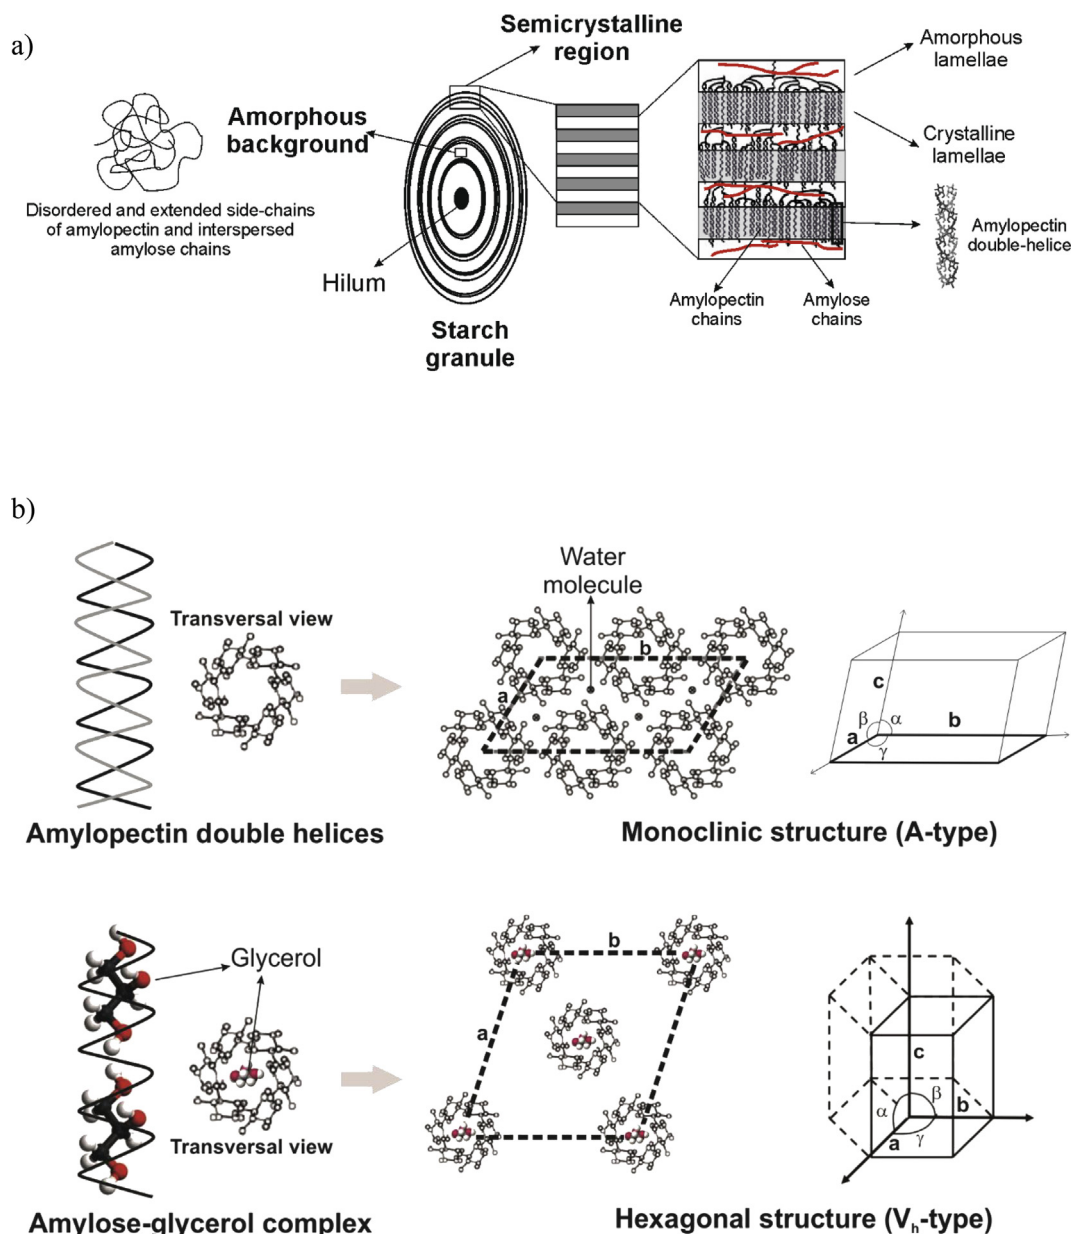 a)
Semicrystalline
region
Amorphous
lamellae
Amorphous
background
Crystalline
lamellae
Disordered and extended side-chains
of amylopectin and interspersed
amylose chains
Amylopectin
double-helice
Hilum
Amylopectin
chains
Amylose
chains
Starch
granule
b)
Water
molecule
Transversal view
b
a
c
β
α
a
b
γ
Amylopectin double helices
Monoclinic structure (A-type)
Glycerol
b
a
c
β
α
b
a
γ
Transversal view
Amylose-glycerol complex
Hexagonal structure (Vh-type)